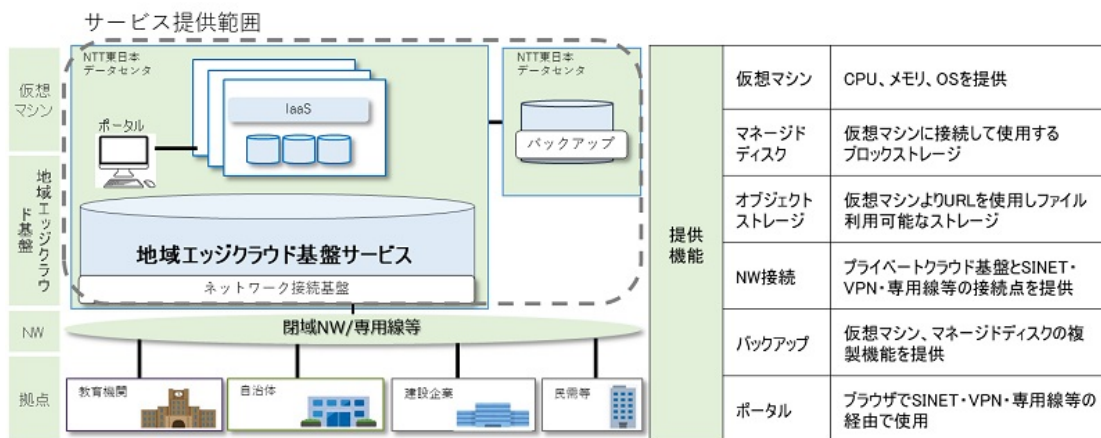 サービス提供範囲
仮想
マシン
地域エッジクラウ
ド基盤
NW
拠点
NTT東日本
データセンタ
IaaS
ポータル
NTT東日本
データセンタ
バックアップ
地域エッジクラウド基盤サービス
ネットワーク接続基盤
閉域NW/専用線等
教育機関
自治体
建設企業
民需等
提供
機能
仮想マシン
CPU、メモリ、OSを提供
マネージド
ディスク
仮想マシンに接続して使用する
ブロックストレージ
オブジェクト
ストレージ
仮想マシンよりURLを使用しファイル
利用可能なストレージ
NW接続
プライベートクラウド基盤とSINET・
VPN・専用線等の接続点を提供
バックアップ
仮想マシン、マネージドディスクの複
製機能を提供
ポータル
ブラウザでSINET・VPN・専用線等の
経由で使用